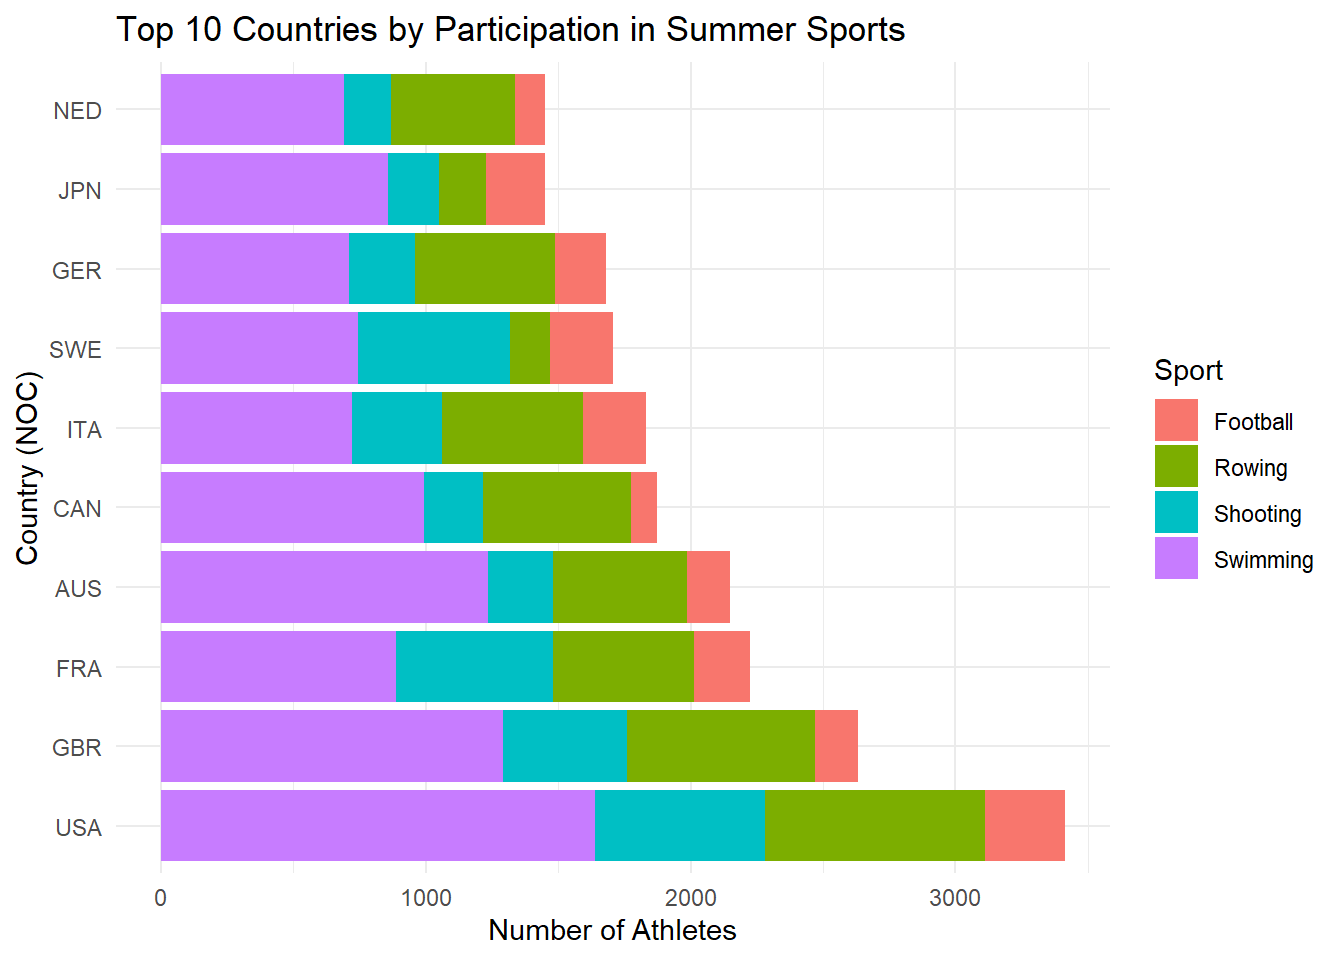 Top 10 Countries by Participation in Summer Sports
NED
JPN
GER
SWE
ITA
CAN
AUS
FRA
GBR
USA
Country (NOC)
0 1000 2000 3000
Number of Athletes
Sport
Football
Rowing
Shooting
Swimming